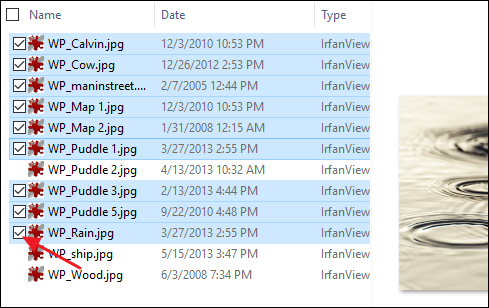 Name Date Type
WP_Calvin.jpg 12/3/2010 10:53 PM IrfanView
WP_Cow.jpg 12/26/2012 2:53 PM IrfanView
WP_maninstreet.... 2/7/2005 12:44 PM IrfanView
WP_Map 1.jpg 12/3/2010 10:53 PM IrfanView
WP_Map 2.jpg 1/31/2008 12:15 AM IrfanView
WP_Puddle 1.jpg 3/27/2013 2:55 PM IrfanView
WP_Puddle 2.jpg 4/13/2013 10:32 AM IrfanView
WP_Puddle 3.jpg 2/13/2013 4:44 PM IrfanView
WP_Puddle 5.jpg 9/22/2010 4:48 PM IrfanView
WP_Rain.jpg 3/27/2013 2:55 PM IrfanView
WP_ship.jpg 5/15/2013 3:47 PM IrfanView
WP_Wood.jpg 6/3/2008 7:34 PM IrfanView